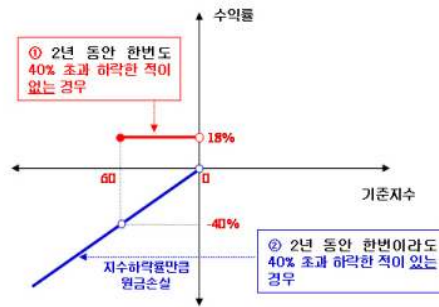 수익률
① 2년 동안 한번도
40% 초과 하락한 적이
없는 경우
18%
60
0
기준지수
-40%
② 2년 동안 한번이라도
40% 초과 하락한 적이 있는
경우
지수하락률만큼
원금손실